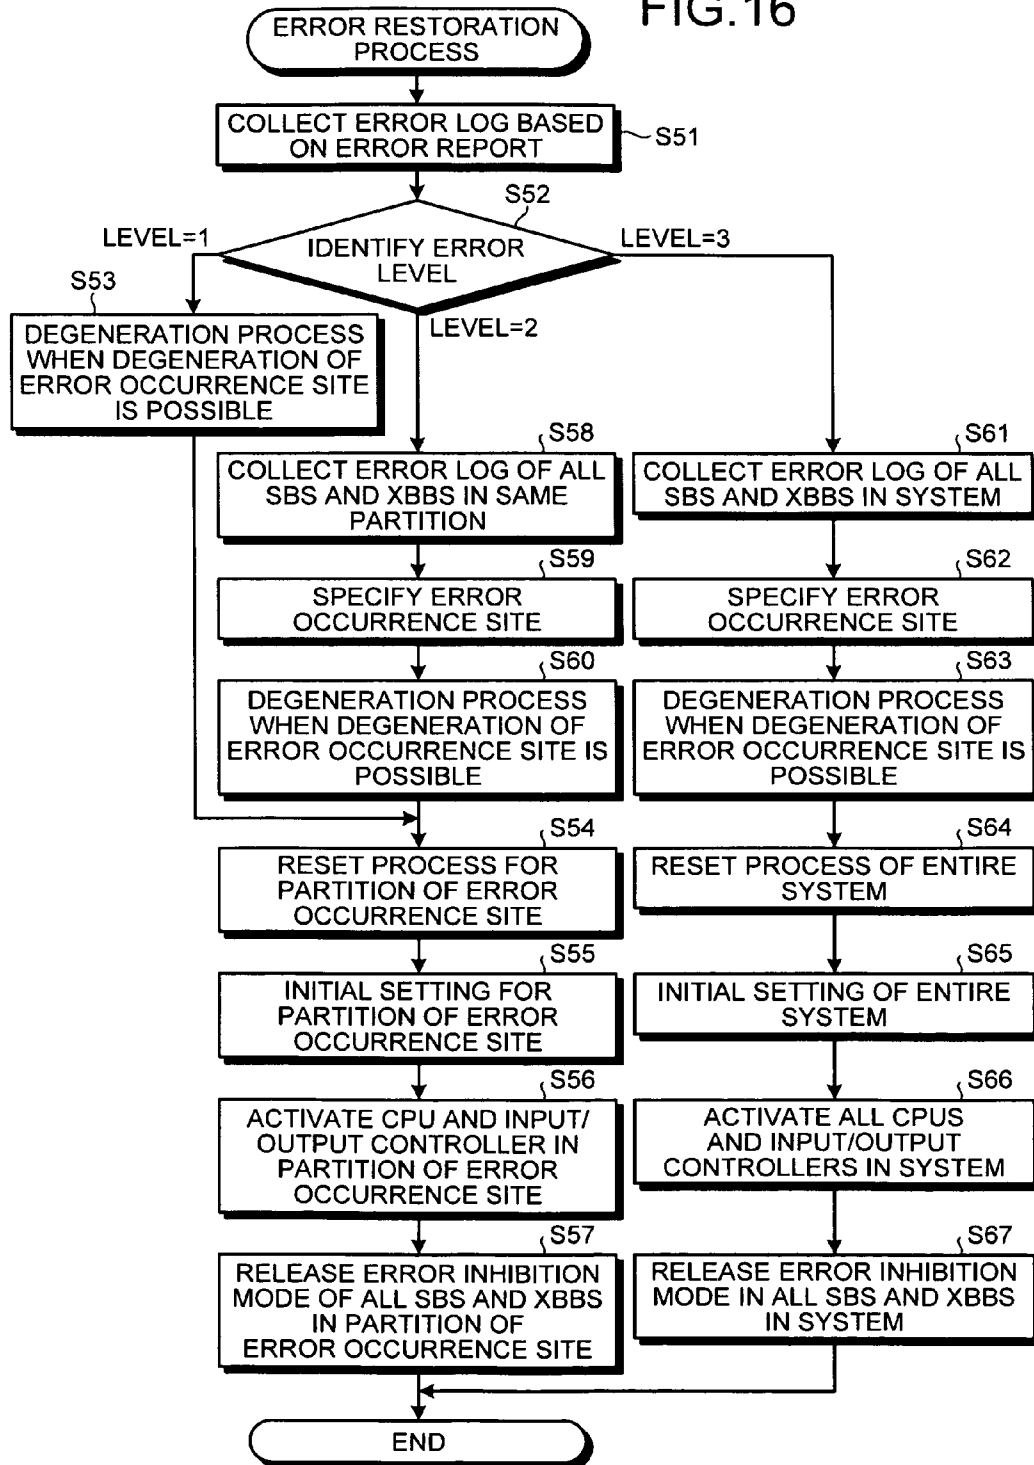 FIG.16
ERROR RESTORATION
PROCESS
COLLECT ERROR LOG BASED
ON ERROR REPORT
S51
S52
IDENTIFY ERROR
LEVEL
LEVEL=1
LEVEL=3
LEVEL=2
S53
DEGENERATION PROCESS
WHEN DEGENERATION OF
ERROR OCCURRENCE SITE
IS POSSIBLE
S58
COLLECT ERROR LOG OF ALL
SBS AND XBBS IN SAME
PARTITION
S59
SPECIFY ERROR
OCCURRENCE SITE
S60
DEGENERATION PROCESS
WHEN DEGENERATION OF
ERROR OCCURRENCE SITE IS
POSSIBLE
S54
RESET PROCESS FOR
PARTITION OF ERROR
OCCURRENCE SITE
S55
INITIAL SETTING FOR
PARTITION OF ERROR
OCCURRENCE SITE
S56
ACTIVATE CPU AND INPUT/
OUTPUT CONTROLLER IN
PARTITION OF ERROR
OCCURRENCE SITE
S57
RELEASE ERROR INHIBITION
MODE OF ALL SBS AND XBBS
IN PARTITION OF
ERROR OCCURRENCE SITE
S61
COLLECT ERROR LOG OF ALL
SBS AND XBBS IN SYSTEM
S62
SPECIFY ERROR
OCCURRENCE SITE
S63
DEGENERATION PROCESS
WHEN DEGENERATION OF
ERROR OCCURRENCE SITE IS
POSSIBLE
S64
RESET PROCESS OF ENTIRE
SYSTEM
S65
INITIAL SETTING OF ENTIRE
SYSTEM
S66
ACTIVATE ALL CPUS
AND INPUT/OUTPUT
CONTROLLERS IN SYSTEM
S67
RELEASE ERROR INHIBITION
MODE IN ALL SBS AND XBBS
IN SYSTEM
END